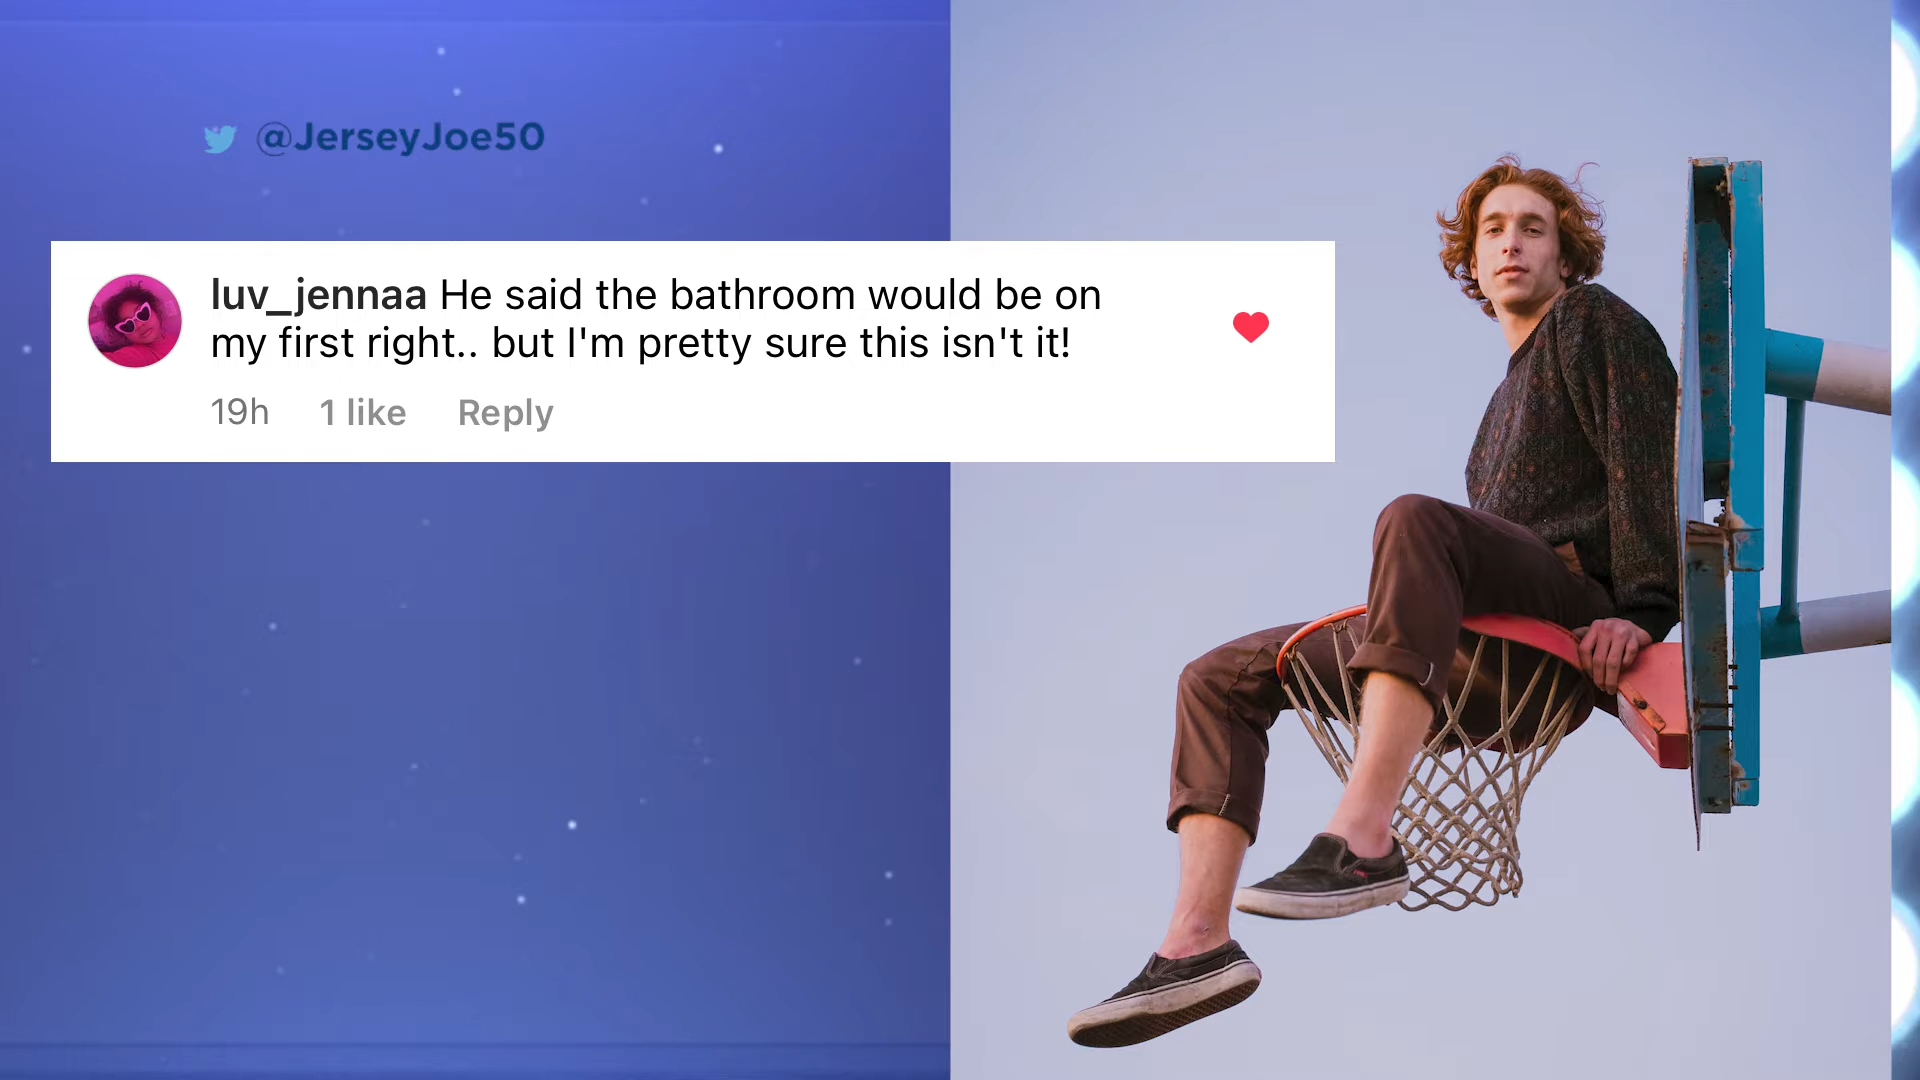 @JerseyJoe50
luv_jennaa He said the bathroom would be on
my first right.. but I'm pretty sure this isn't it!
19h 1 like Reply